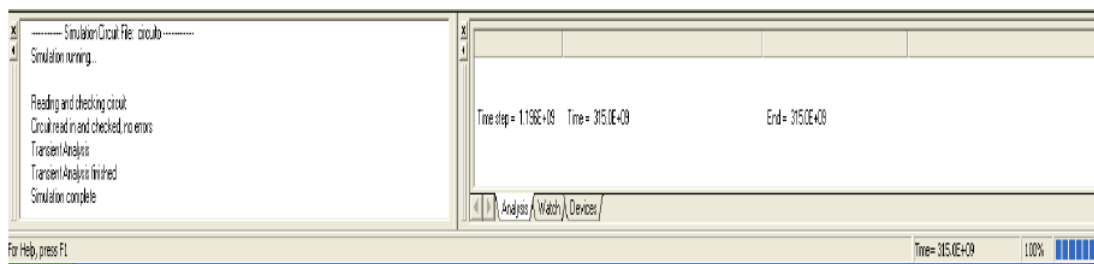 ----------- Simulation Circuit File: circuito -----------
Simulation running...
Reading and checking circuit
Circuit read in and checked, no errors
Transient Analysis
Transient Analysis finished
Simulation complete
Time step = 1.196E+09 Time = 315.0E+09 End = 315.0E+09
Analysis Watch Devices
For Help, press F1 Time= 315.0E+09 100%